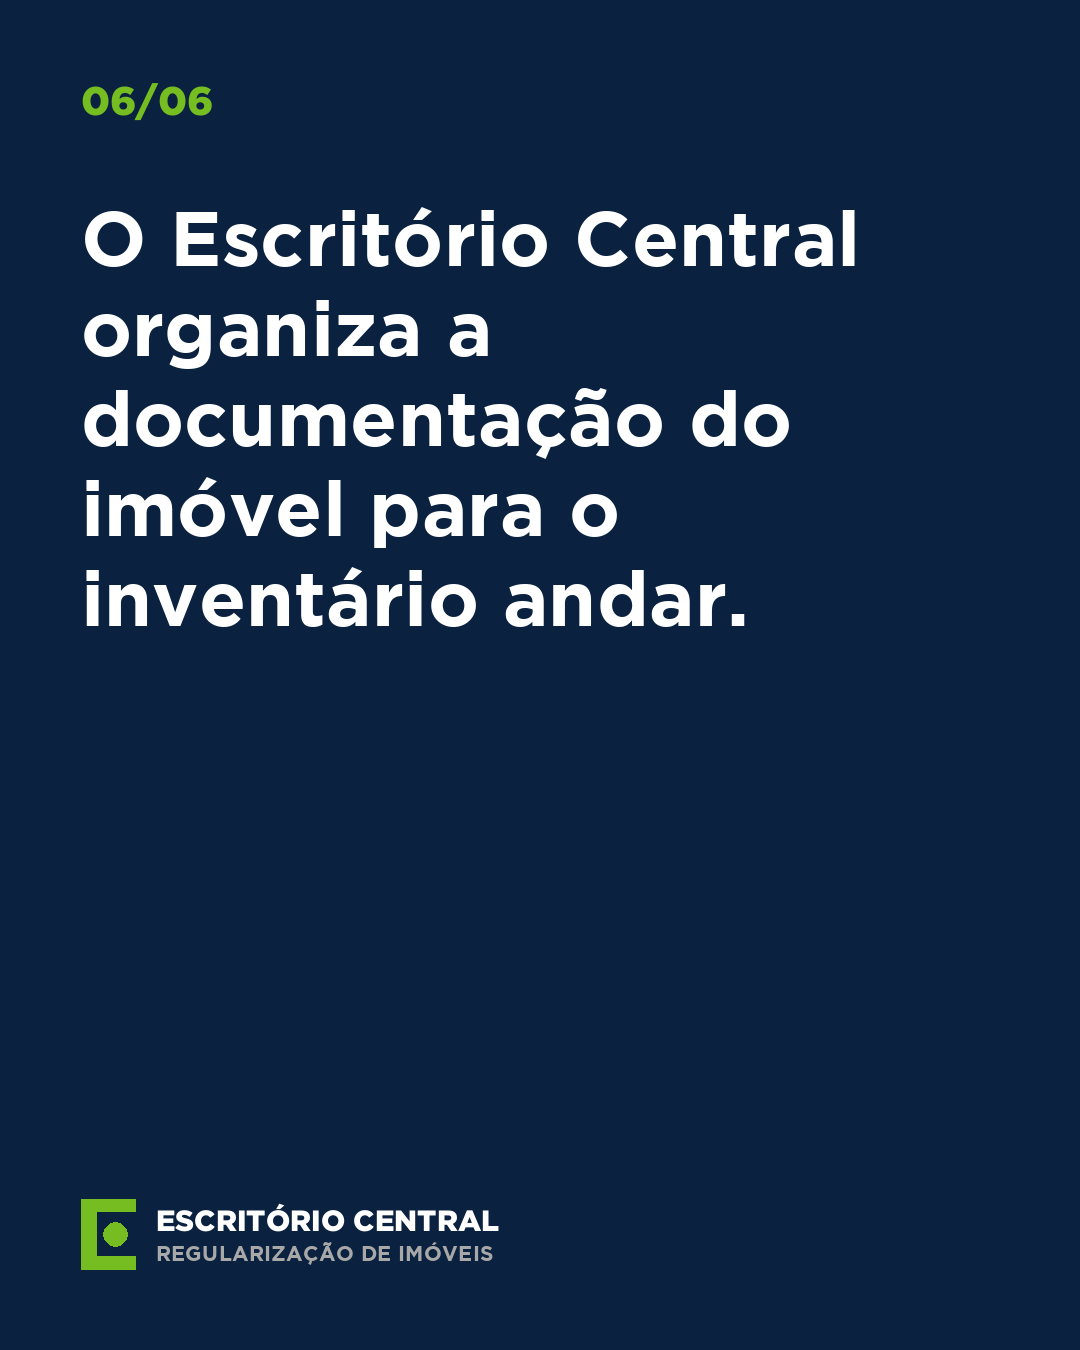 06/06
O Escritório Central
organiza a
documentação do
imóvel para o
inventário andar.
ESCRITÓRIO CENTRAL
REGULARIZAÇÃO DE IMÓVEIS